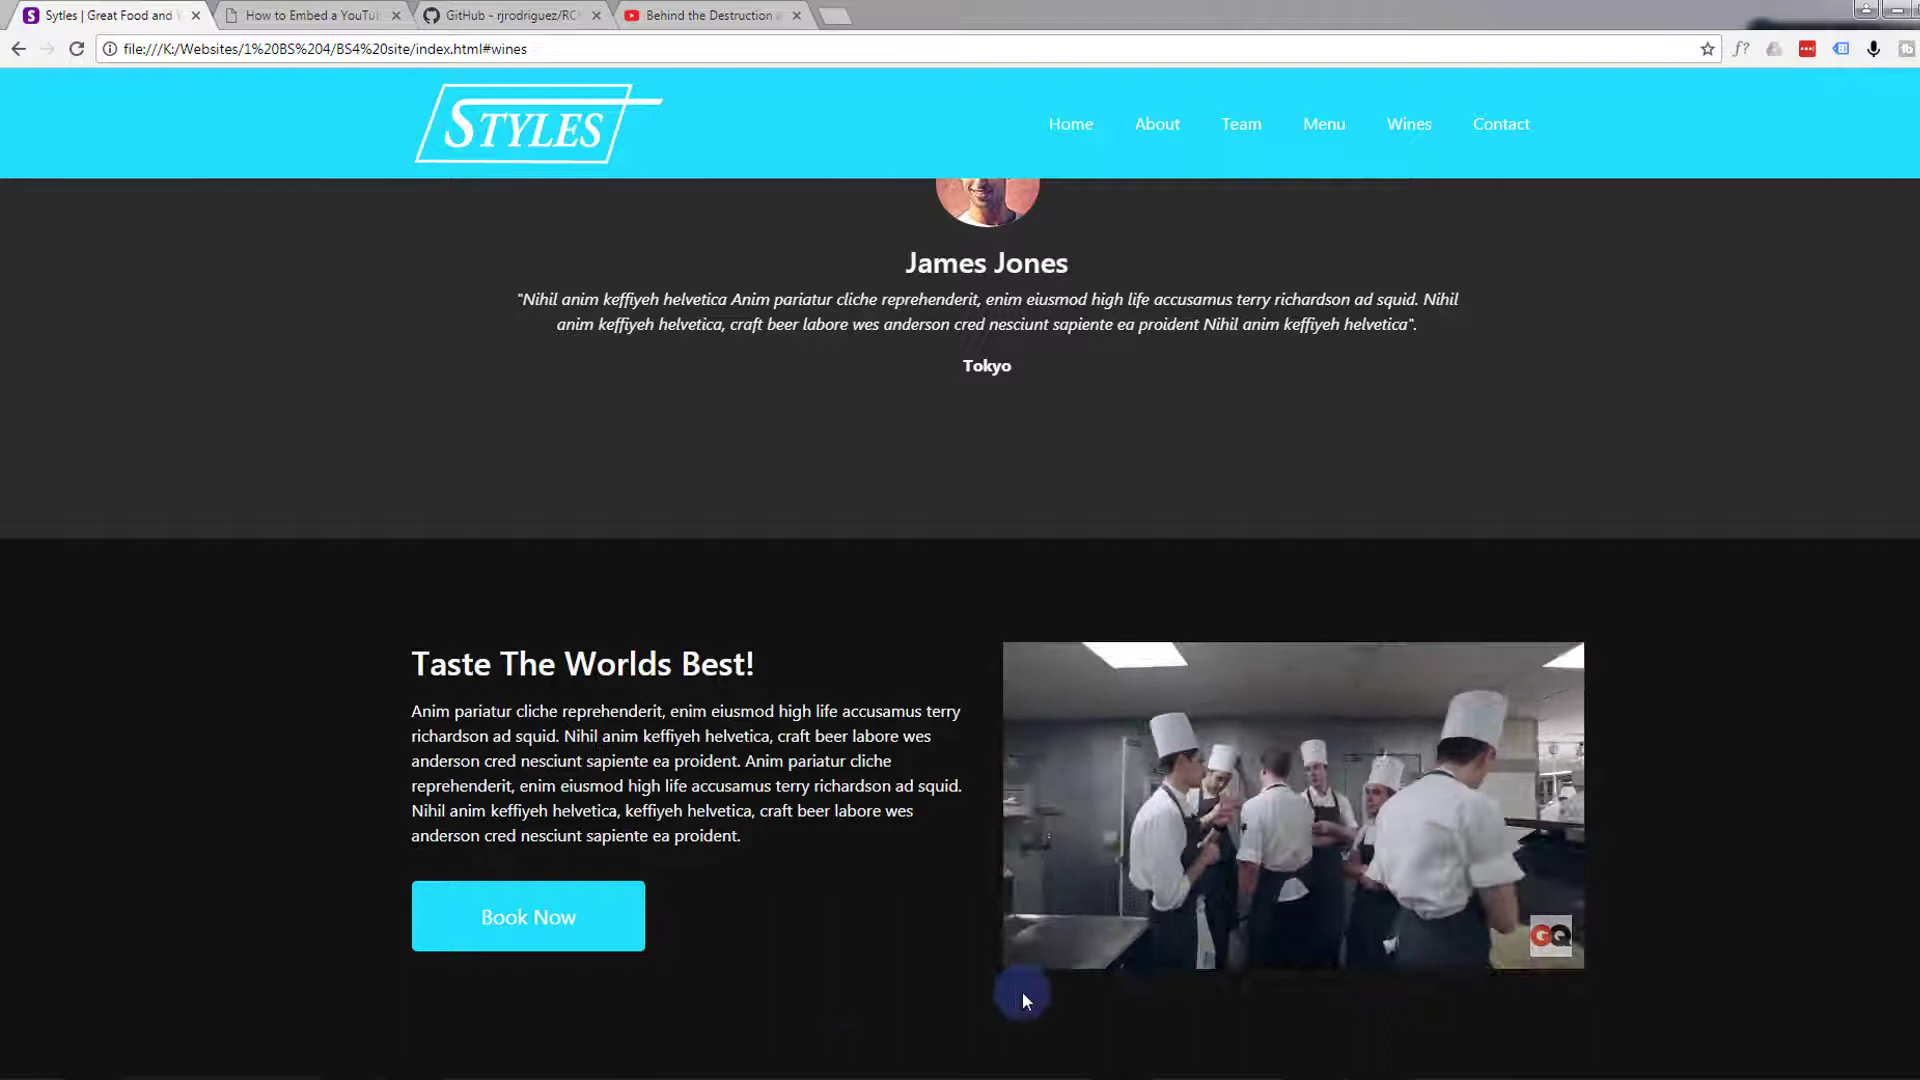 Sytles | Great Food and
How to Embed a YouTu
GitHub - rjrodriguez/RC
Behind the Destruction
file:///K:/Websites/1%20BS%204/BS4%20site/index.html#wines
f?
STYLES
Home
About
Team
Menu
Wines
Contact
James Jones
"Nihil anim keffiyeh helvetica Anim pariatur cliche reprehenderit, enim eiusmod high life accusamus terry richardson ad squid. Nihil
anim keffiyeh helvetica, craft beer labore wes anderson cred nesciunt sapiente ea proident Nihil anim keffiyeh helvetica".
Tokyo
Taste The Worlds Best!
Anim pariatur cliche reprehenderit, enim eiusmod high life accusamus terry
richardson ad squid. Nihil anim keffiyeh helvetica, craft beer labore wes
anderson cred nesciunt sapiente ea proident. Anim pariatur cliche
reprehenderit, enim eiusmod high life accusamus terry richardson ad squid.
Nihil anim keffiyeh helvetica, keffiyeh helvetica, craft beer labore wes
anderson cred nesciunt sapiente ea proident.
Book Now
GQ